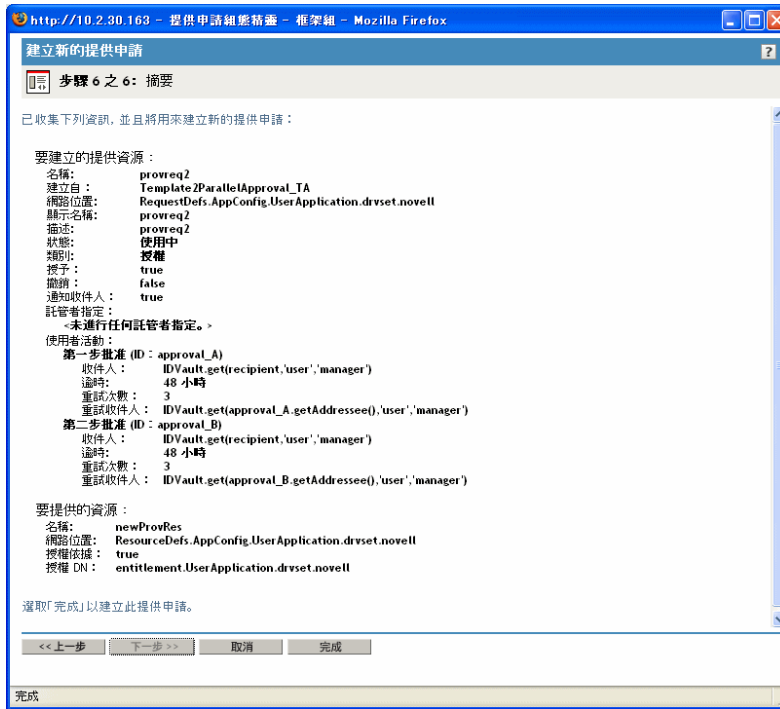 http://10.2.30.163 - 提供申請組態精靈 - 框架組 - Mozilla Firefox
建立新的提供申請
?
步驟 6 之 6: 摘要
已收集下列資訊, 並且將用來建立新的提供申請：
要建立的提供資源：
名稱: provreq2
建立自： Template2ParallelApproval_TA
網路位置: RequestDefs.AppConfig.UserApplication.drvset.novell
顯示名稱: provreq2
描述: provreq2
狀態: 使用中
類別: 授權
授予： true
撤銷： false
通知收件人： true
託管者指定：
<未進行任何託管者指定。>
使用者活動：
第一步批准 (ID：approval_A)
收件人： IDVault.get(recipient,'user','manager')
逾時: 48 小時
重試次數： 3
重試收件人： IDVault.get(approval_A.getAddressee(),'user','manager')
第二步批准 (ID：approval_B)
收件人： IDVault.get(recipient,'user','manager')
逾時: 48 小時
重試次數： 3
重試收件人： IDVault.get(approval_B.getAddressee(),'user','manager')
要提供的資源：
名稱: newProvRes
網路位置: ResourceDefs.AppConfig.UserApplication.drvset.novell
授權依據： true
授權 DN： entitlement.UserApplication.drvset.novell
選取「完成」以建立此提供申請。
<< 上一步 下一步 >> 取消 完成
完成